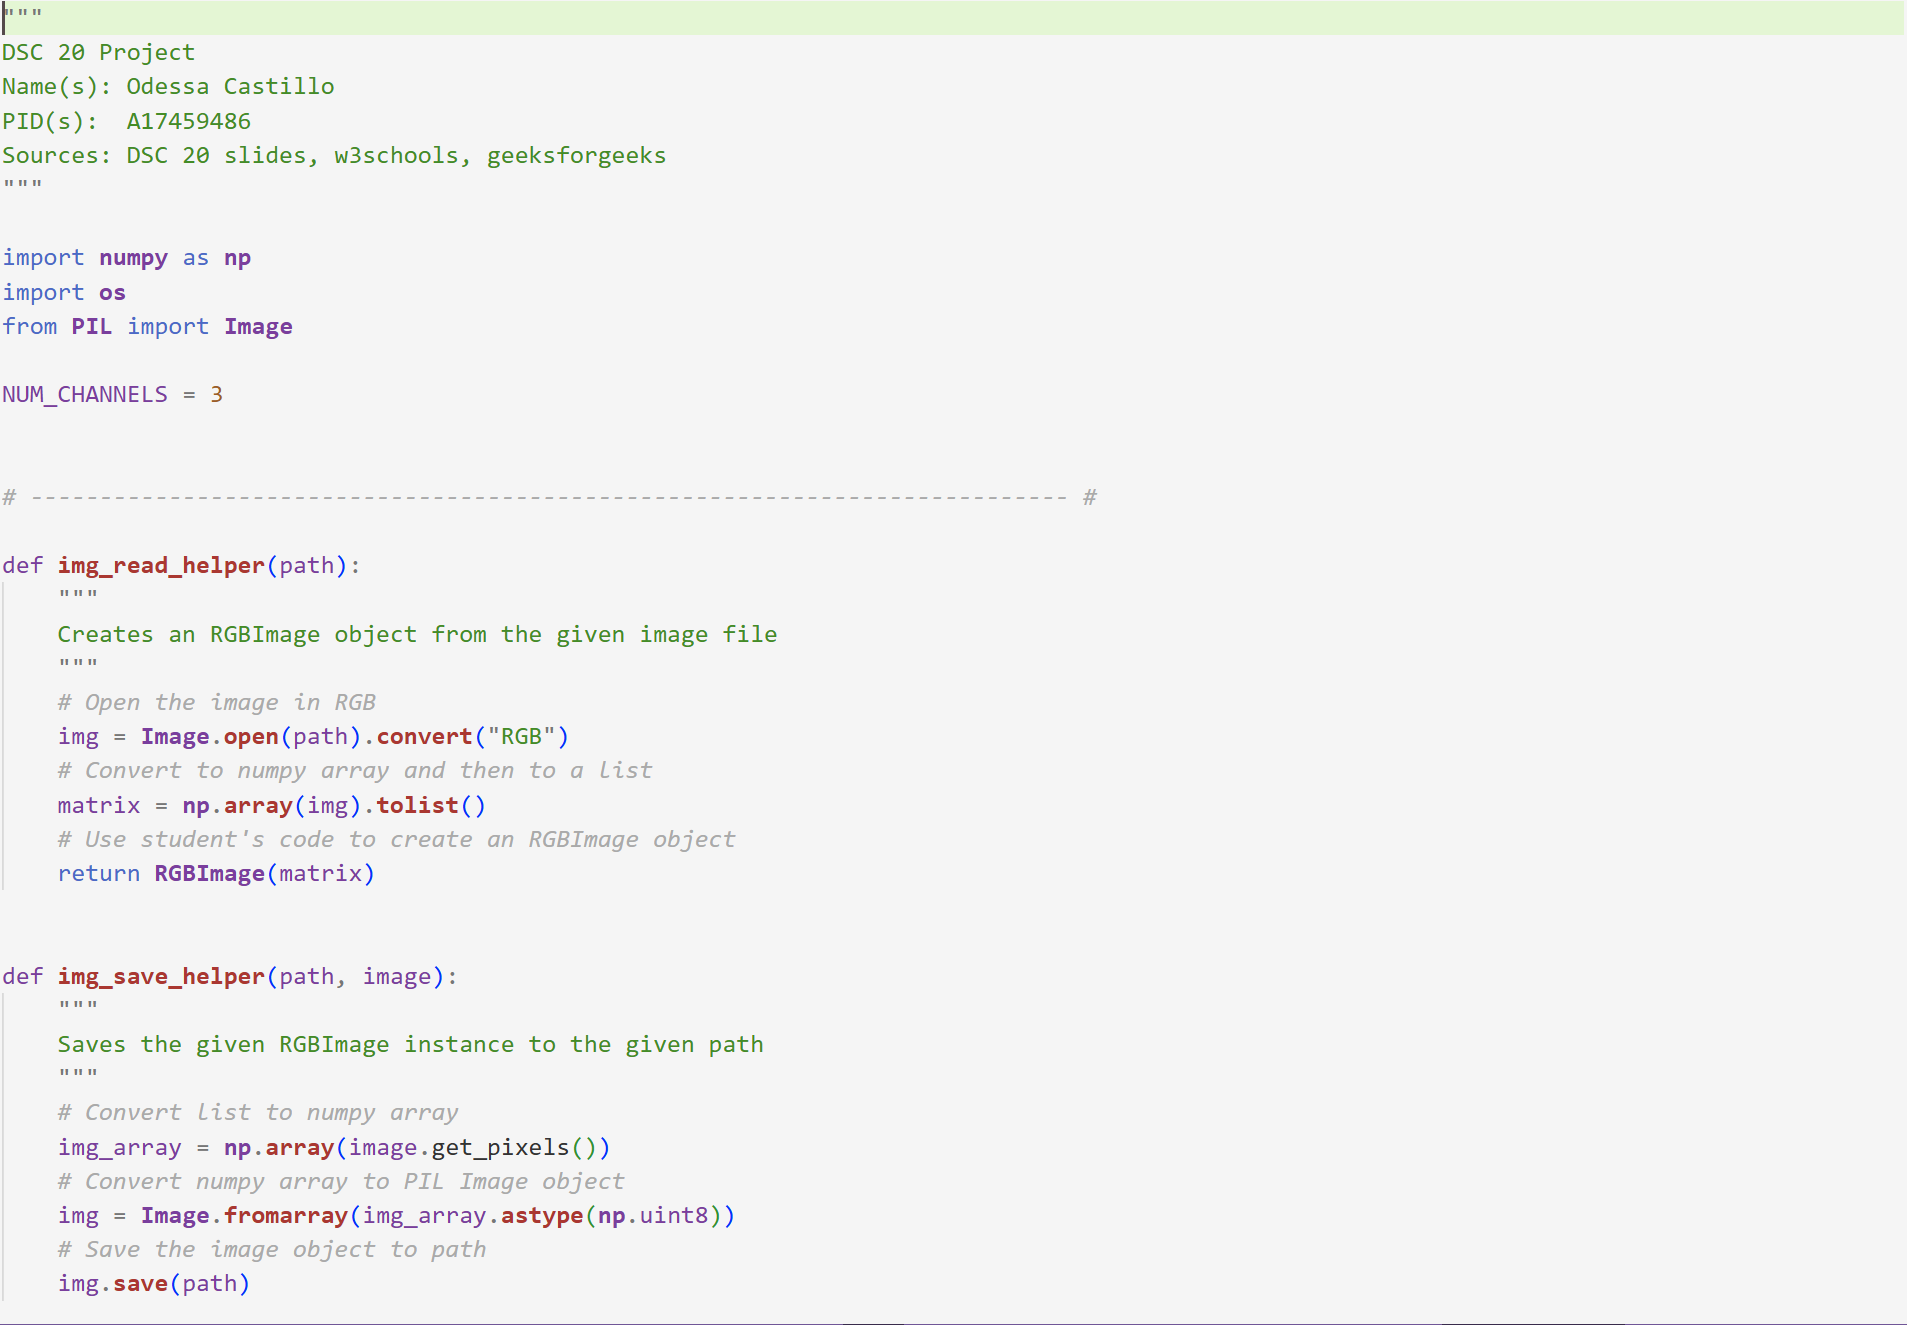 """
DSC 20 Project
Name(s): Odessa Castillo
PID(s):  A17459486
Sources: DSC 20 slides, w3schools, geeksforgeeks
"""
import numpy as np
import os
from PIL import Image
NUM_CHANNELS = 3
# --------------------------------------------------------------------------- #
def img_read_helper(path):
    """
    Creates an RGBImage object from the given image file
    """
    # Open the image in RGB
    img = Image.open(path).convert("RGB")
    # Convert to numpy array and then to a list
    matrix = np.array(img).tolist()
    # Use student's code to create an RGBImage object
    return RGBImage(matrix)
def img_save_helper(path, image):
    """
    Saves the given RGBImage instance to the given path
    """
    # Convert list to numpy array
    img_array = np.array(image.get_pixels())
    # Convert numpy array to PIL Image object
    img = Image.fromarray(img_array.astype(np.uint8))
    # Save the image object to path
    img.save(path)